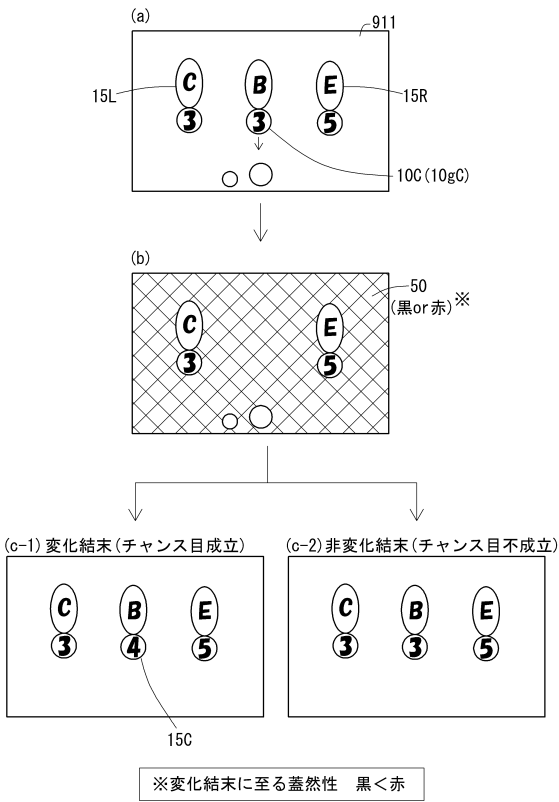 (a)
911
C B E
15L 15R
3 3 5
10C(10gC)
(b)
50
(黒or赤)※
C E
3 5
(c-1)変化結末(チャンス目成立)
C B E
3 4 5
15C
(c-2)非変化結末(チャンス目不成立)
C B E
3 3 5
※変化結末に至る蓋然性 黒<赤